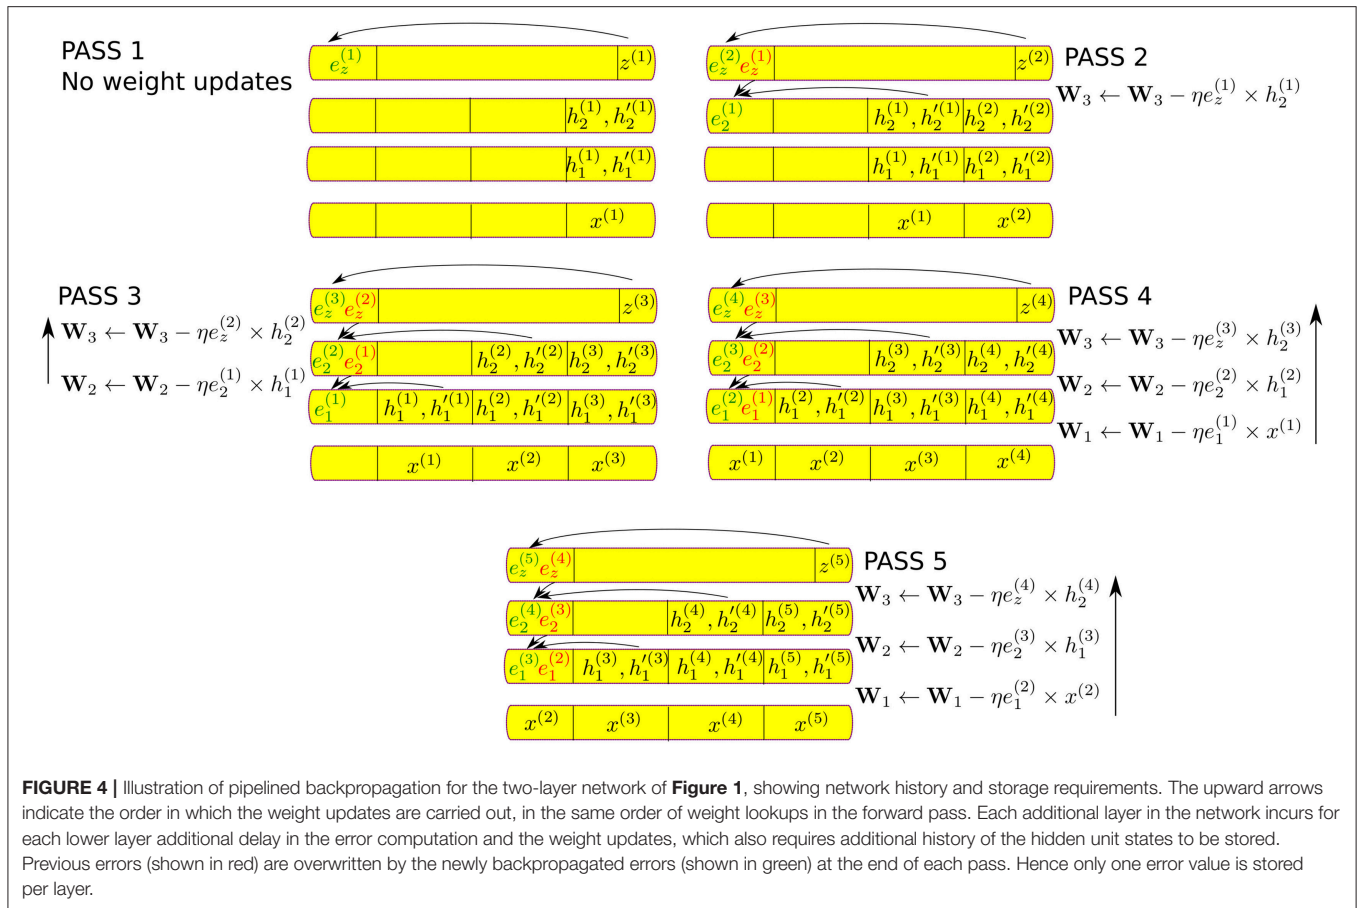 PASS 1
No weight updates
e_z^{(1)} z^{(1)}
h_2^{(1)}, h_2'^{(1)}
h_1^{(1)}, h_1'^{(1)}
x^{(1)}
PASS 2
W_3 ← W_3 − ηe_z^{(1)} × h_2^{(1)}
e_z^{(2)} e_z^{(1)} z^{(2)}
e_2^{(1)} h_2^{(1)}, h_2'^{(1)} h_2^{(2)}, h_2'^{(2)}
h_1^{(1)}, h_1'^{(1)} h_1^{(2)}, h_1'^{(2)}
x^{(1)} x^{(2)}
PASS 3
W_3 ← W_3 − ηe_z^{(2)} × h_2^{(2)}
W_2 ← W_2 − ηe_2^{(1)} × h_1^{(1)}
e_z^{(3)} e_z^{(2)} z^{(3)}
e_2^{(2)} e_2^{(1)} h_2^{(2)}, h_2'^{(2)} h_2^{(3)}, h_2'^{(3)}
e_1^{(1)} h_1^{(1)}, h_1'^{(1)} h_1^{(2)}, h_1'^{(2)} h_1^{(3)}, h_1'^{(3)}
x^{(1)} x^{(2)} x^{(3)}
PASS 4
W_3 ← W_3 − ηe_z^{(3)} × h_2^{(3)}
W_2 ← W_2 − ηe_2^{(2)} × h_1^{(2)}
W_1 ← W_1 − ηe_1^{(1)} × x^{(1)}
e_z^{(4)} e_z^{(3)} z^{(4)}
e_2^{(3)} e_2^{(2)} h_2^{(3)}, h_2'^{(3)} h_2^{(4)}, h_2'^{(4)}
e_1^{(2)} e_1^{(1)} h_1^{(2)}, h_1'^{(2)} h_1^{(3)}, h_1'^{(3)} h_1^{(4)}, h_1'^{(4)}
x^{(1)} x^{(2)} x^{(3)} x^{(4)}
PASS 5
W_3 ← W_3 − ηe_z^{(4)} × h_2^{(4)}
W_2 ← W_2 − ηe_2^{(3)} × h_1^{(3)}
W_1 ← W_1 − ηe_1^{(2)} × x^{(2)}
e_z^{(5)} e_z^{(4)} z^{(5)}
e_2^{(4)} e_2^{(3)} h_2^{(4)}, h_2'^{(4)} h_2^{(5)}, h_2'^{(5)}
e_1^{(3)} e_1^{(2)} h_1^{(3)}, h_1'^{(3)} h_1^{(4)}, h_1'^{(4)} h_1^{(5)}, h_1'^{(5)}
x^{(2)} x^{(3)} x^{(4)} x^{(5)}
FIGURE 4 | Illustration of pipelined backpropagation for the two-layer network of Figure 1, showing network history and storage requirements. The upward arrows
indicate the order in which the weight updates are carried out, in the same order of weight lookups in the forward pass. Each additional layer in the network incurs for
each lower layer additional delay in the error computation and the weight updates, which also requires additional history of the hidden unit states to be stored.
Previous errors (shown in red) are overwritten by the newly backpropagated errors (shown in green) at the end of each pass. Hence only one error value is stored
per layer.